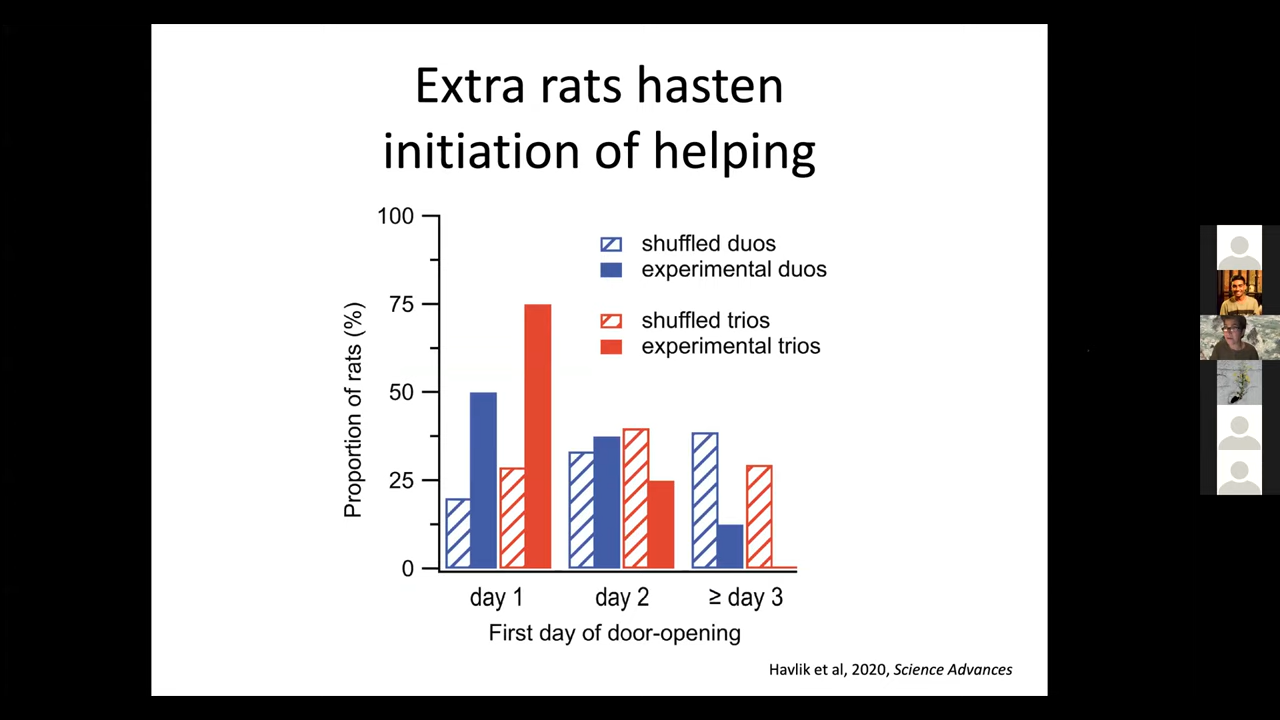 Extra rats hasten
initiation of helping
100
75
50
25
0
Proportion of rats (%)
shuffled duos
experimental duos
shuffled trios
experimental trios
day 1
day 2
≥ day 3
First day of door-opening
Havlik et al, 2020, Science Advances